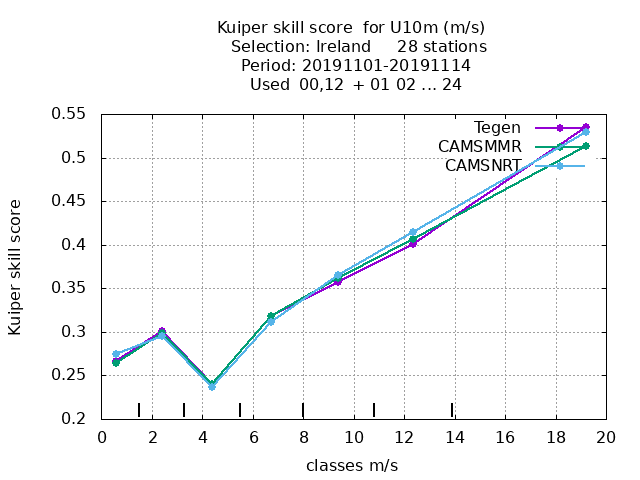 Kuiper skill score  for U10m (m/s)
Selection: Ireland     28 stations
Period: 20191101-20191114
Used  00,12  + 01 02 ... 24
Tegen
CAMSMMR
CAMSNRT
0.55
0.5
0.45
0.4
0.35
0.3
0.25
0.2
Kuiper skill score
0 2 4 6 8 10 12 14 16 18 20
classes m/s